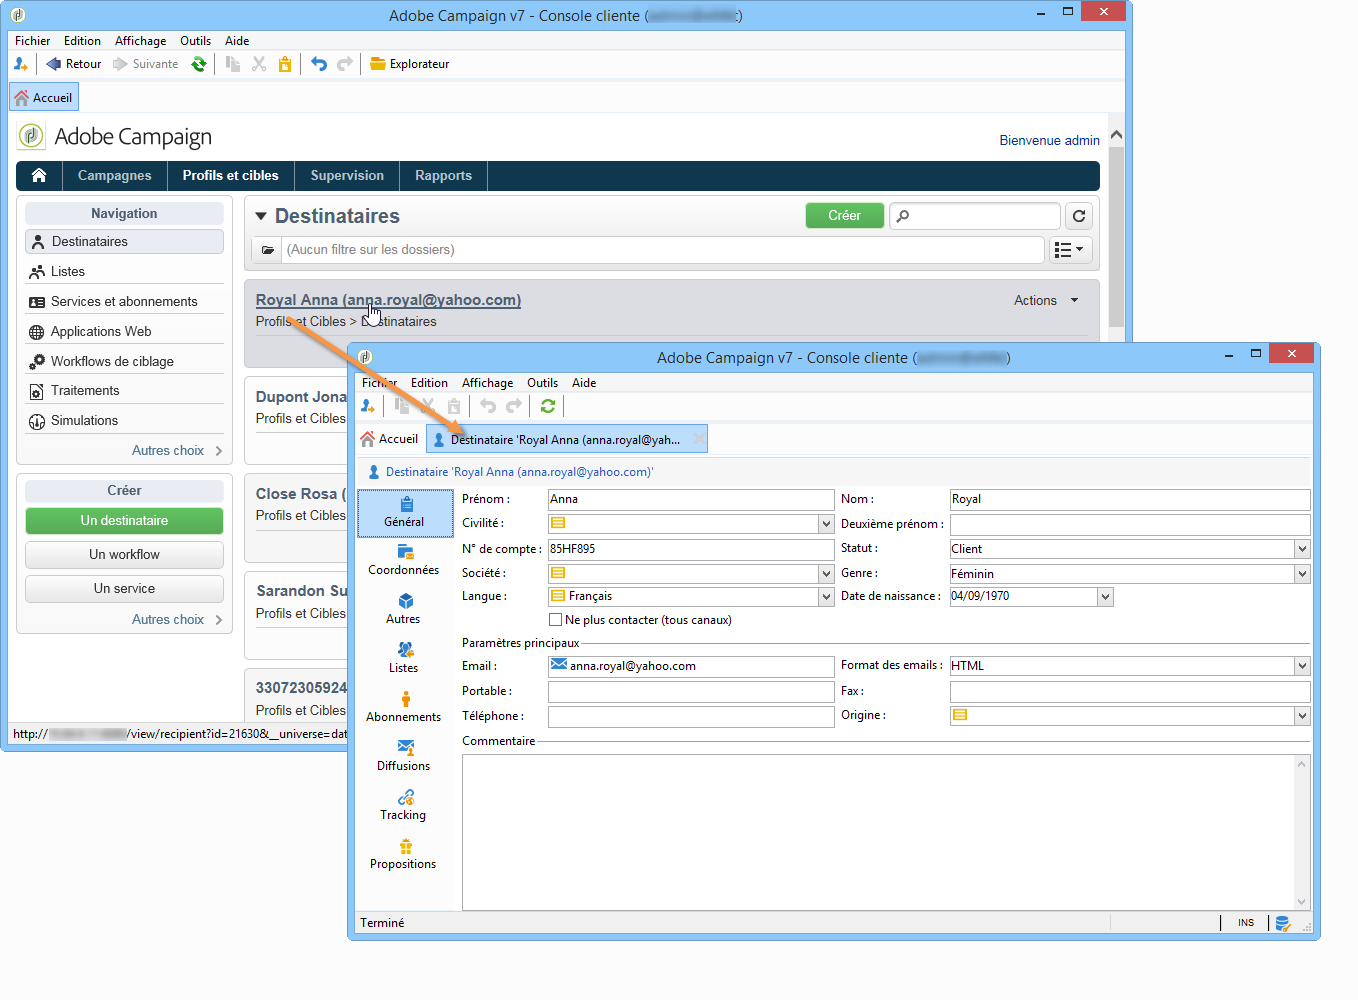 Adobe Campaign v7 - Console cliente (
Fichier Edition Affichage Outils Aide
Retour Suivante Explorateur
Accueil
Adobe Campaign
Bienvenue admin
Campagnes Profils et cibles Supervision Rapports
Navigation
Destinataires
Listes
Services et abonnements
Applications Web
Workflows de ciblage
Traitements
Simulations
Autres choix
Créer
Un destinataire
Un workflow
Un service
Autres choix
Destinataires
Créer
(Aucun filtre sur les dossiers)
Royal Anna (anna.royal@yahoo.com)
Actions
Profils et Cibles > Destinataires
Dupont Jona
Profils et Cibles
Close Rosa (
Profils et Cibles
Sarandon Su
Profils et Cibles
33072305924
Profils et Cibles
http:// /view/recipient?id=21630&__universe=dat
Adobe Campaign v7 - Console cliente ( )
Fichier Edition Affichage Outils Aide
Accueil
Destinataire 'Royal Anna (anna.royal@yah...
Destinataire 'Royal Anna (anna.royal@yahoo.com)'
Général
Coordonnées
Autres
Listes
Abonnements
Diffusions
Tracking
Propositions
Prénom : Anna Nom : Royal
Civilité : Deuxième prénom :
N° de compte : 85HF895 Statut : Client
Société : Genre : Féminin
Langue : Français Date de naissance : 04/09/1970
Ne plus contacter (tous canaux)
Paramètres principaux
Email : anna.royal@yahoo.com Format des emails : HTML
Portable : Fax :
Téléphone : Origine :
Commentaire
Terminé
INS